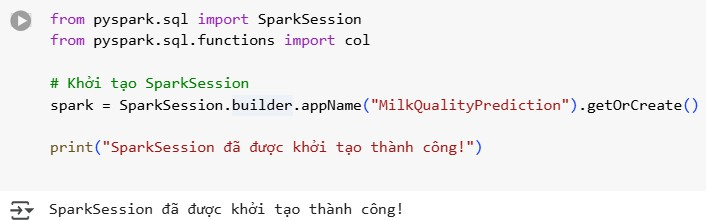 from pyspark.sql import SparkSession
from pyspark.sql.functions import col
# Khởi tạo SparkSession
spark = SparkSession.builder.appName("MilkQualityPrediction").getOrCreate()
print("SparkSession đã được khởi tạo thành công!")
SparkSession đã được khởi tạo thành công!